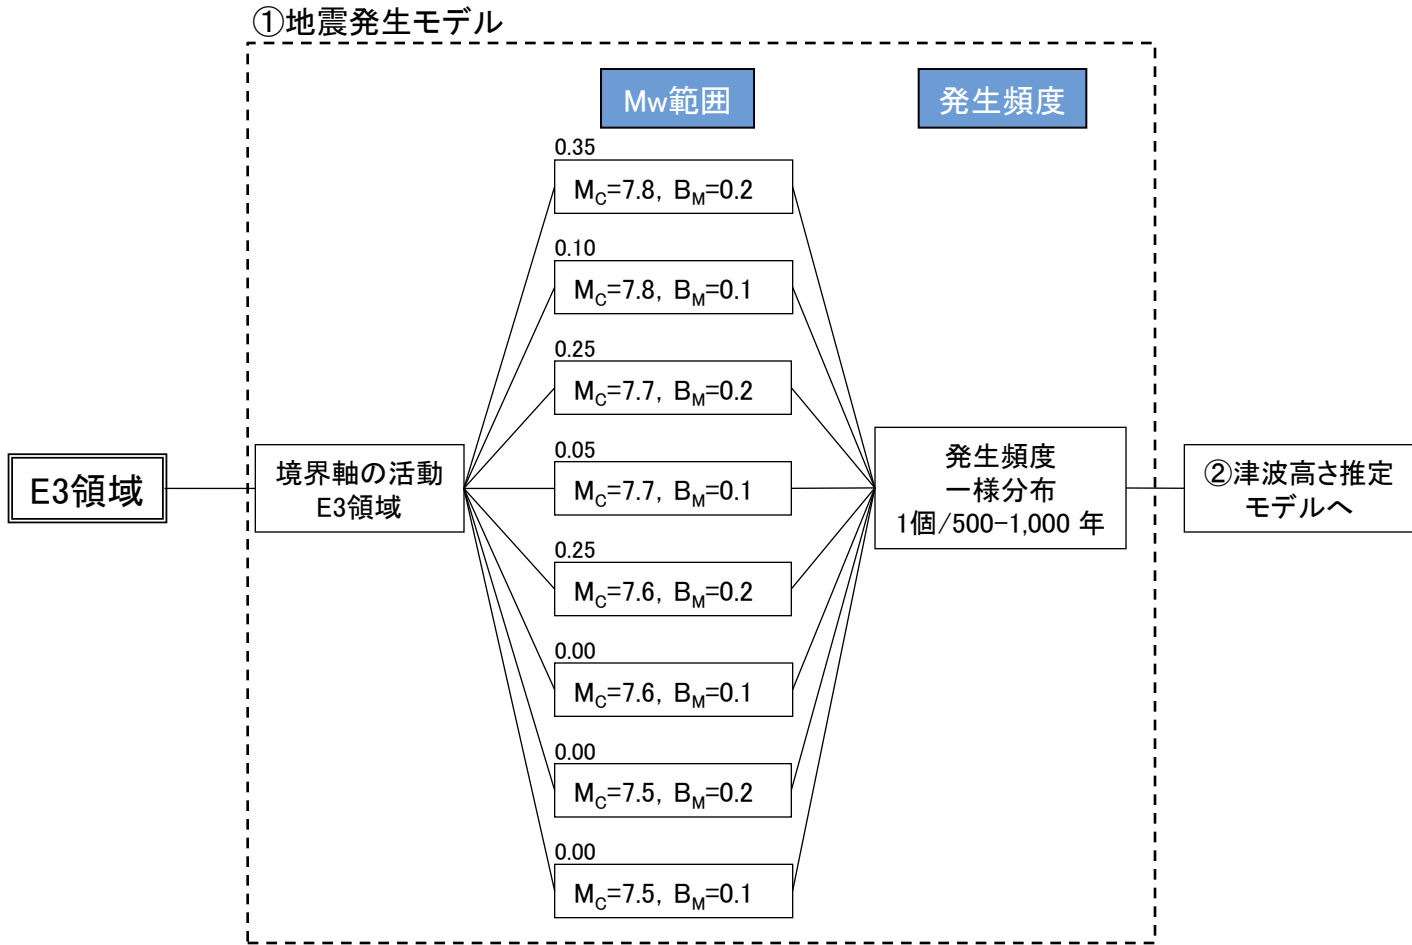 ①地震発生モデル
Mw範囲
発生頻度
0.35
MC=7.8, BM=0.2
0.10
MC=7.8, BM=0.1
0.25
MC=7.7, BM=0.2
0.05
MC=7.7, BM=0.1
0.25
MC=7.6, BM=0.2
0.00
MC=7.6, BM=0.1
0.00
MC=7.5, BM=0.2
0.00
MC=7.5, BM=0.1
E3領域
境界軸の活動
E3領域
発生頻度
一様分布
1個/500-1,000 年
②津波高さ推定
モデルへ